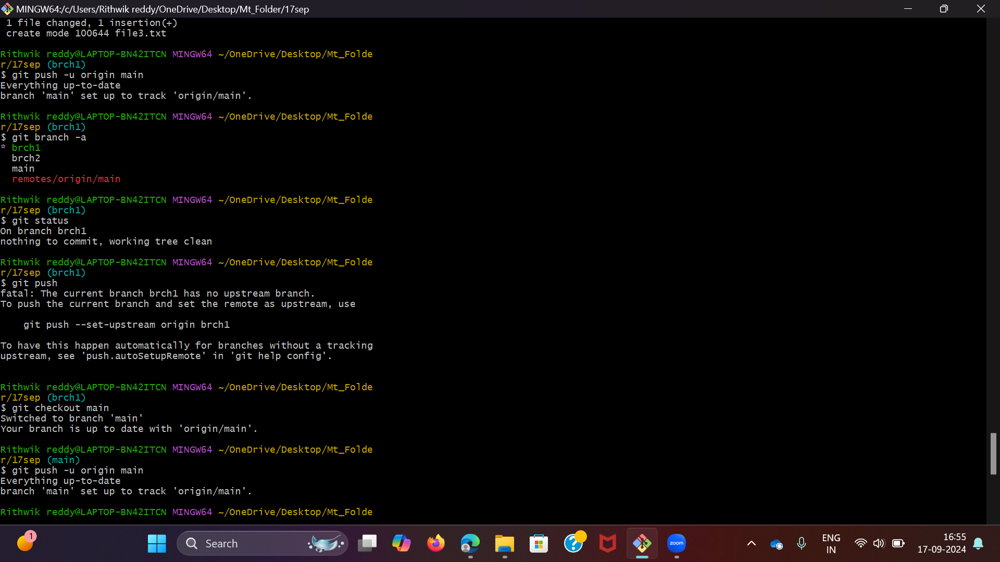 MINGW64:/c/Users/Rithwik reddy/OneDrive/Desktop/Mt_Folder/17sep
1 file changed, 1 insertion(+)
create mode 100644 file3.txt
Rithwik reddy@LAPTOP-BN42ITCN MINGW64 ~/OneDrive/Desktop/Mt_Folde
r/17sep (brch1)
$ git push -u origin main
Everything up-to-date
branch 'main' set up to track 'origin/main'.
Rithwik reddy@LAPTOP-BN42ITCN MINGW64 ~/OneDrive/Desktop/Mt_Folde
r/17sep (brch1)
$ git branch -a
* brch1
brch2
main
remotes/origin/main
Rithwik reddy@LAPTOP-BN42ITCN MINGW64 ~/OneDrive/Desktop/Mt_Folde
r/17sep (brch1)
$ git status
On branch brch1
nothing to commit, working tree clean
Rithwik reddy@LAPTOP-BN42ITCN MINGW64 ~/OneDrive/Desktop/Mt_Folde
r/17sep (brch1)
$ git push
fatal: The current branch brch1 has no upstream branch.
To push the current branch and set the remote as upstream, use
git push --set-upstream origin brch1
To have this happen automatically for branches without a tracking
upstream, see 'push.autoSetupRemote' in 'git help config'.
Rithwik reddy@LAPTOP-BN42ITCN MINGW64 ~/OneDrive/Desktop/Mt_Folde
r/17sep (brch1)
$ git checkout main
Switched to branch 'main'
Your branch is up to date with 'origin/main'.
Rithwik reddy@LAPTOP-BN42ITCN MINGW64 ~/OneDrive/Desktop/Mt_Folde
r/17sep (main)
$ git push -u origin main
Everything up-to-date
branch 'main' set up to track 'origin/main'.
Rithwik reddy@LAPTOP-BN42ITCN MINGW64 ~/OneDrive/Desktop/Mt_Folde
1
Search
zoom
ENG
IN
16:55
17-09-2024